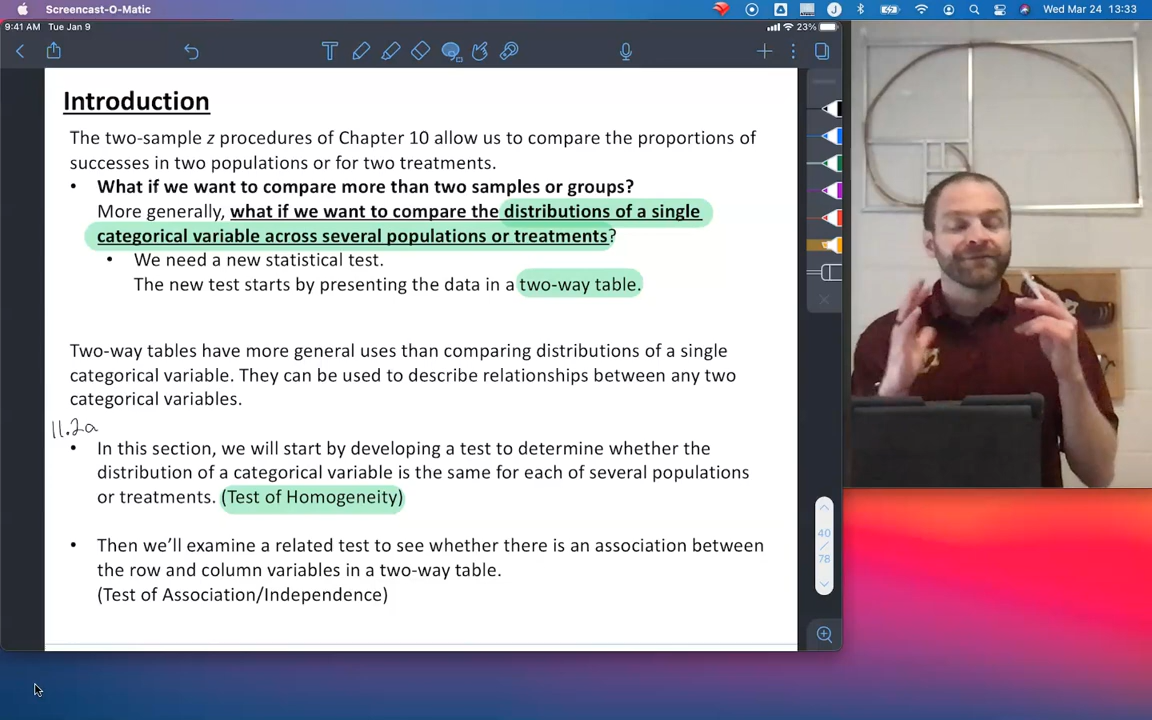 Screencast-O-Matic
Wed Mar 24 13:33
9:41 AM Tue Jan 9
23%
T
Introduction
The two-sample z procedures of Chapter 10 allow us to compare the proportions of
successes in two populations or for two treatments.
• What if we want to compare more than two samples or groups?
More generally, what if we want to compare the distributions of a single
categorical variable across several populations or treatments?
• We need a new statistical test.
The new test starts by presenting the data in a two-way table.
Two-way tables have more general uses than comparing distributions of a single
categorical variable. They can be used to describe relationships between any two
categorical variables.
11.2a
• In this section, we will start by developing a test to determine whether the
distribution of a categorical variable is the same for each of several populations
or treatments. (Test of Homogeneity)
• Then we’ll examine a related test to see whether there is an association between
the row and column variables in a two-way table.
(Test of Association/Independence)
40
/
78